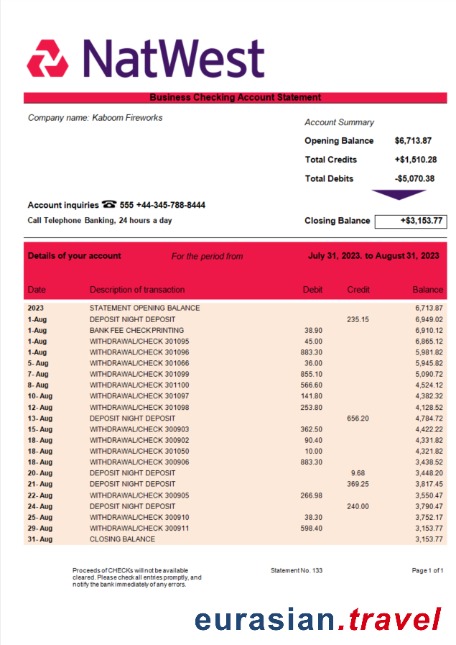 NatWest
Business Checking Account Statement
Company name: Kaboom Fireworks
Account Summary
Opening Balance $6,713.87
Total Credits +$1,510.28
Total Debits -$5,070.38
Account inquiries ☎ 555 +44-345-788-8444
Call Telephone Banking, 24 hours a day
Closing Balance +$3,153.77
Details of your account For the period from July 31, 2023. to August 31, 2023
Date Description of transaction Debit Credit Balance
2023 STATEMENT OPENING BALANCE 6,713.87
1-Aug DEPOSIT NIGHT DEPOSIT 235.15 6,949.02
1-Aug BANK FEE CHECKPRINTING 38.90 6,910.12
1-Aug WITHDRAWAL/CHECK 301095 45.00 6,865.12
1-Aug WITHDRAWAL/CHECK 301096 883.30 5,981.82
5- Aug WITHDRAWAL/CHECK 301066 36.00 5,945.82
7- Aug WITHDRAWAL/CHECK 301099 855.10 5,090.72
8- Aug WITHDRAWAL/CHECK 301100 566.60 4,524.12
10- Aug WITHDRAWAL/CHECK 301097 141.80 4,382.32
12- Aug WITHDRAWAL/CHECK 301098 253.80 4,128.52
13- Aug DEPOSIT NIGHT DEPOSIT 656.20 4,784.72
15- Aug WITHDRAWAL/CHECK 300903 362.50 4,422.22
18- Aug WITHDRAWAL/CHECK 300902 90.40 4,331.82
18- Aug WITHDRAWAL/CHECK 301050 10.00 4,321.82
18- Aug WITHDRAWAL/CHECK 300906 883.30 3,438.52
20- Aug DEPOSIT NIGHT DEPOSIT 9.68 3,448.20
21- Aug DEPOSIT NIGHT DEPOSIT 369.25 3,817.45
22- Aug WITHDRAWAL/CHECK 300905 266.98 3,550.47
24- Aug DEPOSIT NIGHT DEPOSIT 240.00 3,790.47
25- Aug WITHDRAWAL/CHECK 300910 38.30 3,752.17
29- Aug WITHDRAWAL/CHECK 300911 598.40 3,153.77
31- Aug CLOSING BALANCE 3,153.77
Proceeds of CHECKs will not be available
cleared. Please check all entries promptly, and
notify the bank immediately of any errors.
Statement No. 133
Page 1 of 1
eurasian.travel